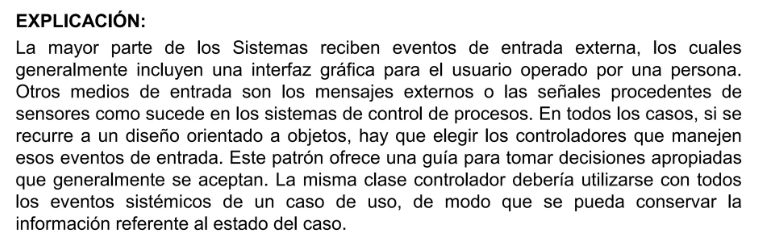 EXPLICACIÓN:
La mayor parte de los Sistemas reciben eventos de entrada externa, los cuales
generalmente incluyen una interfaz gráfica para el usuario operado por una persona.
Otros medios de entrada son los mensajes externos o las señales procedentes de
sensores como sucede en los sistemas de control de procesos. En todos los casos, si se
recurre a un diseño orientado a objetos, hay que elegir los controladores que manejen
esos eventos de entrada. Este patrón ofrece una guía para tomar decisiones apropiadas
que generalmente se aceptan. La misma clase controlador debería utilizarse con todos
los eventos sistémicos de un caso de uso, de modo que se pueda conservar la
información referente al estado del caso.